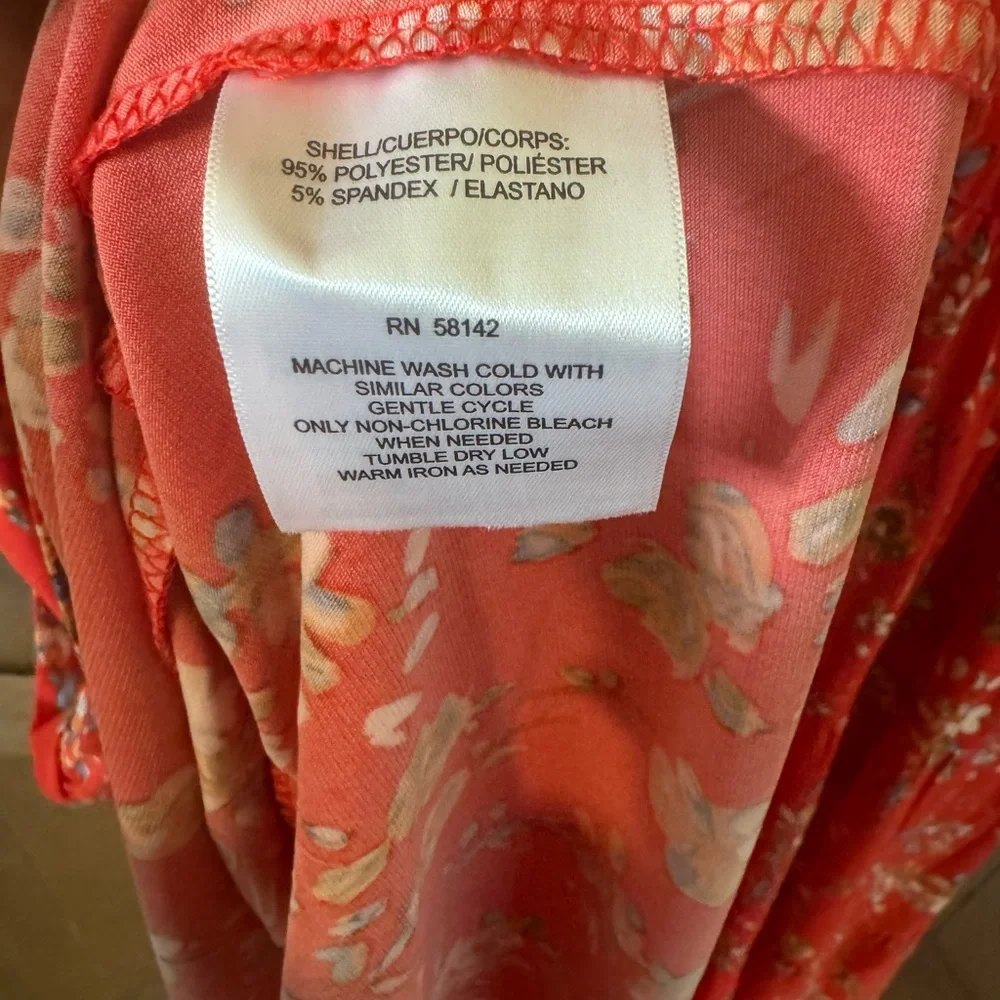 SHELL/CUERPO/CORPS:
95% POLYESTER/ POLIÉSTER
5% SPANDEX / ELASTANO
RN 58142
MACHINE WASH COLD WITH
SIMILAR COLORS
GENTLE CYCLE
ONLY NON-CHLORINE BLEACH
WHEN NEEDED
TUMBLE DRY LOW
WARM IRON AS NEEDED